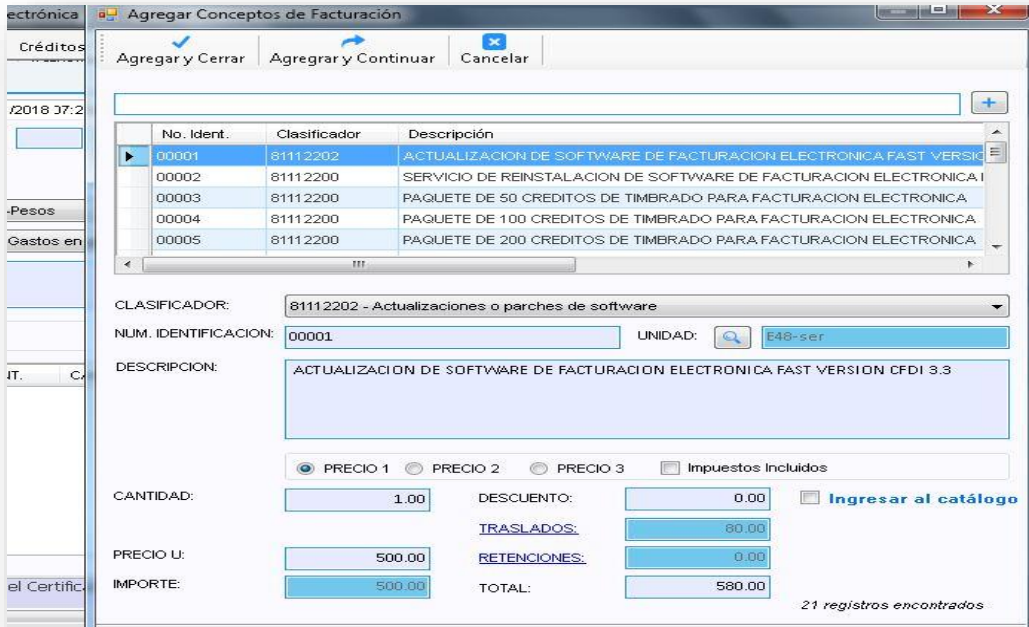 ectrónica
Agregar Conceptos de Facturación
Créditos
Agregar y Cerrar
Agregrar y Continuar
Cancelar
/2018 07:2
No. Ident. Clasificador Descripción
00001 81112202 ACTUALIZACION DE SOFTWARE DE FACTURACION ELECTRONICA FAST VERSIC
00002 81112200 SERVICIO DE REINSTALACION DE SOFTWARE DE FACTURACION ELECTRONICA
00003 81112200 PAQUETE DE 50 CREDITOS DE TIMBRADO PARA FACTURACION ELECTRONICA
-Pesos
00004 81112200 PAQUETE DE 100 CREDITOS DE TIMBRADO PARA FACTURACION ELECTRONICA
Gastos en
00005 81112200 PAQUETE DE 200 CREDITOS DE TIMBRADO PARA FACTURACION ELECTRONICA
CLASIFICADOR: 81112202 - Actualizaciones o parches de software
NUM. IDENTIFICACION: 00001 UNIDAD: E48-ser
DESCRIPCION: ACTUALIZACION DE SOFTWARE DE FACTURACION ELECTRONICA FAST VERSION CFDI 3.3
NT. CA
PRECIO 1 PRECIO 2 PRECIO 3 Impuestos Incluidos
CANTIDAD: 1.00 DESCUENTO: 0.00 Ingresar al catálogo
TRASLADOS: 80.00
PRECIO U: 500.00 RETENCIONES: 0.00
el Certific
IMPORTE: 500.00 TOTAL: 580.00
21 registros encontrados